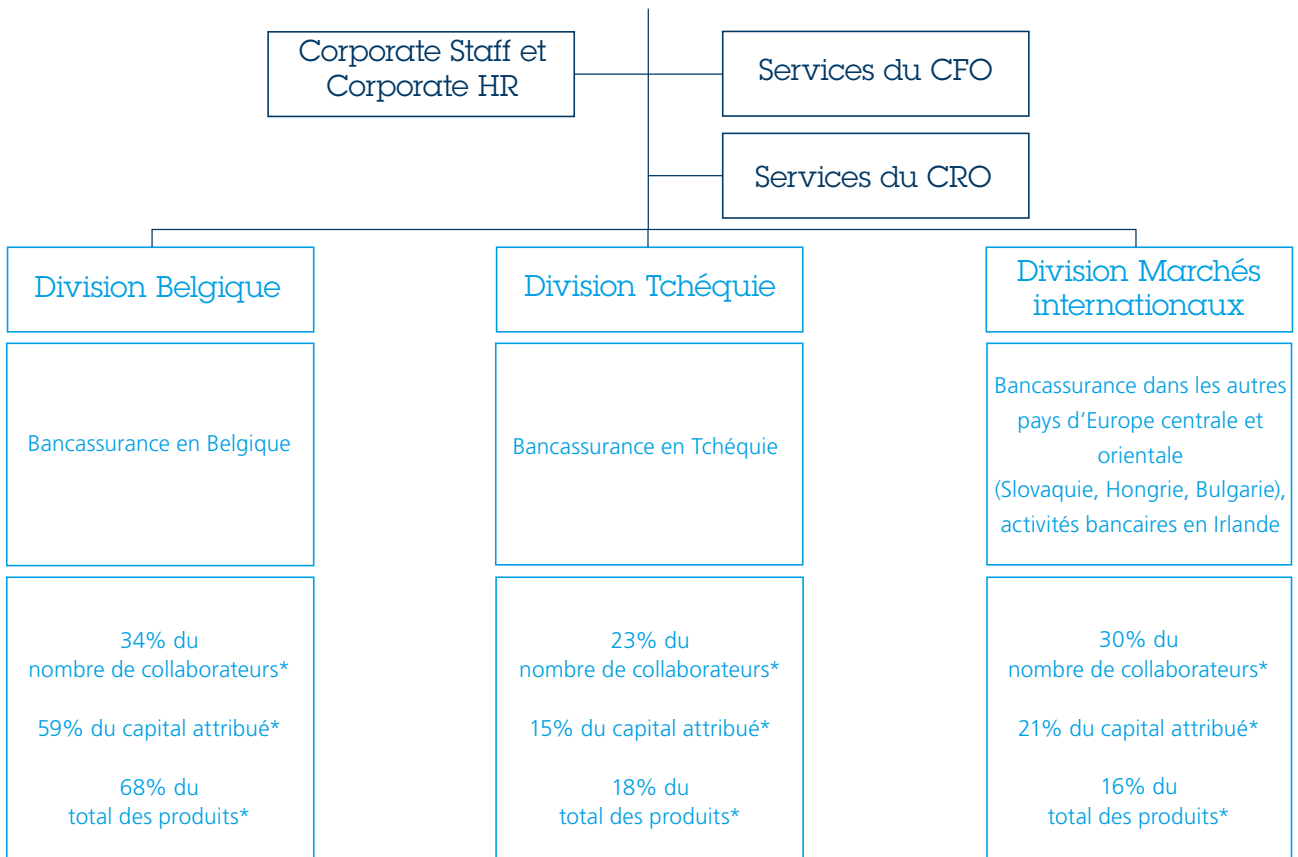 Corporate Staff et
Corporate HR
Services du CFO
Services du CRO
Division Belgique
Division Tchéquie
Division Marchés
internationaux
Bancassurance en Belgique
Bancassurance en Tchéquie
Bancassurance dans les autres
pays d’Europe centrale et
orientale
(Slovaquie, Hongrie, Bulgarie),
activités bancaires en Irlande
34% du
nombre de collaborateurs*
59% du capital attribué*
68% du
total des produits*
23% du
nombre de collaborateurs*
15% du capital attribué*
18% du
total des produits*
30% du
nombre de collaborateurs*
21% du capital attribué*
16% du
total des produits*